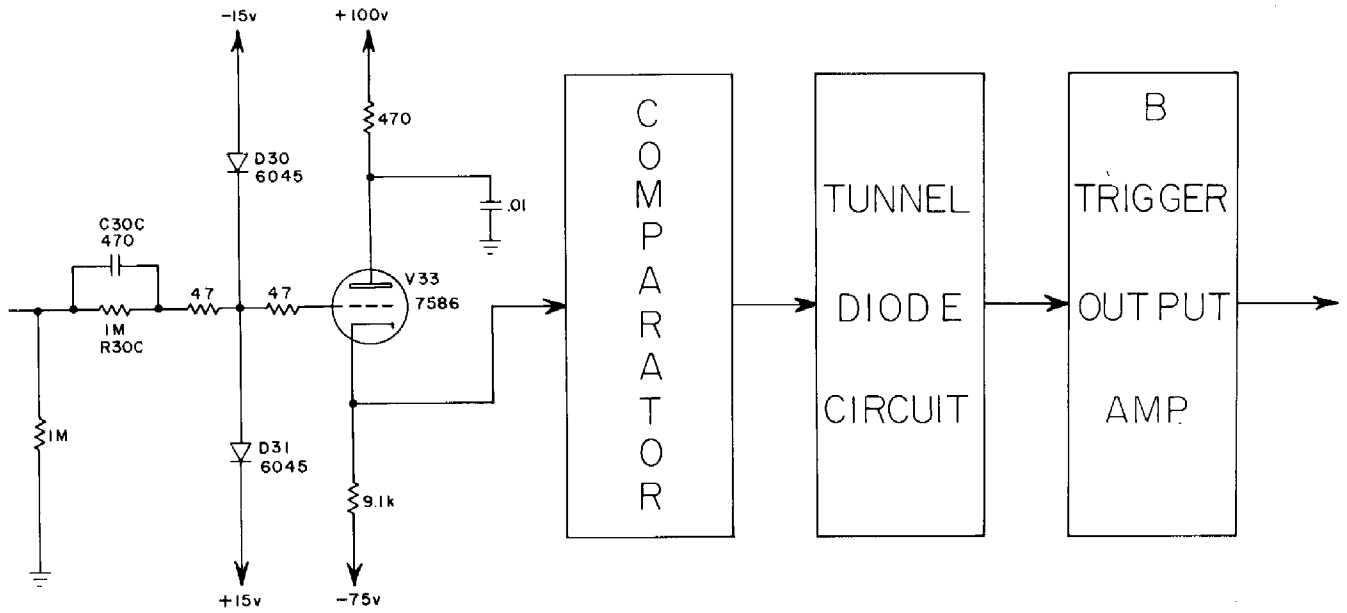 -15v
+100v
470
D30
6045
.01
C30C
470
V33
7586
47
47
1M
R30C
1M
D31
6045
9.1k
+15v
-75v
COMPARATOR
TUNNEL
DIODE
CIRCUIT
B
TRIGGER
OUTPUT
AMP.